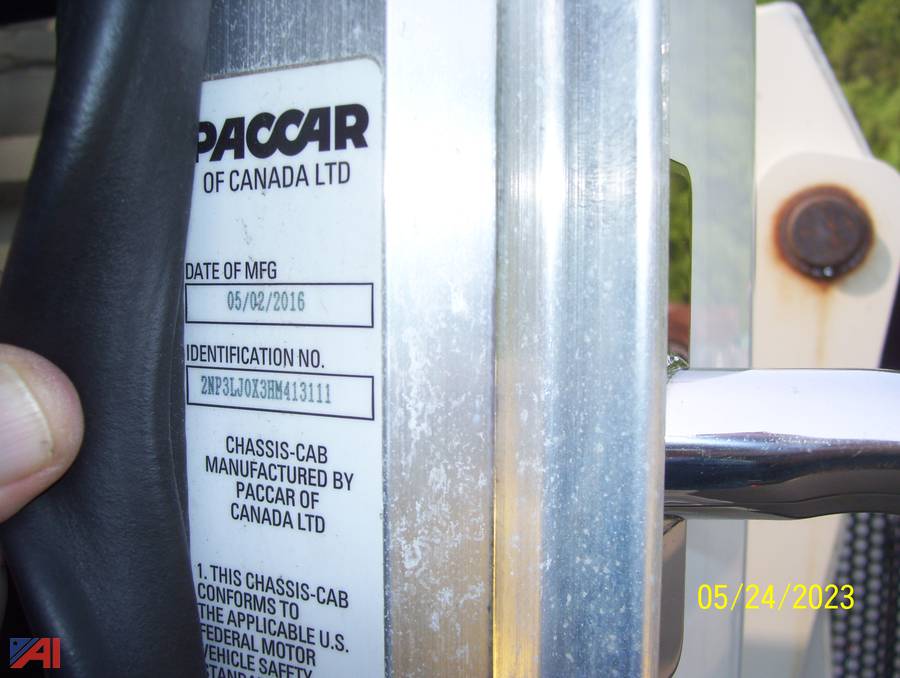 PACCAR
OF CANADA LTD
DATE OF MFG
05/02/2016
IDENTIFICATION NO.
2NP3LJ0X3HM413111
CHASSIS-CAB
MANUFACTURED BY
PACCAR OF
CANADA LTD
1. THIS CHASSIS-CAB
CONFORMS TO
THE APPLICABLE U.S.
FEDERAL MOTOR
VEHICLE SAFETY
05/24/2023
AI